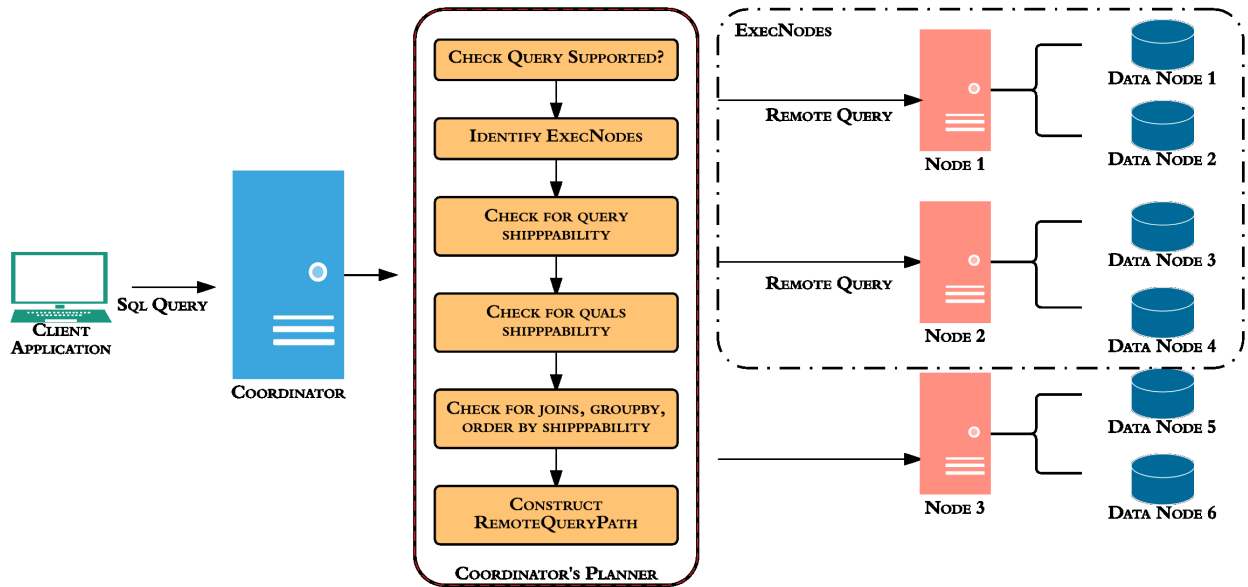 Client
Application
Sql Query
Coordinator
Check Query Supported?
Identify ExecNodes
Check for query
shipppability
Check for quals
shipppability
Check for joins, groupby,
order by shipppability
Construct
RemoteQueryPath
Coordinator's Planner
ExecNodes
Remote Query
Node 1
Data Node 1
Data Node 2
Remote Query
Node 2
Data Node 3
Data Node 4
Node 3
Data Node 5
Data Node 6